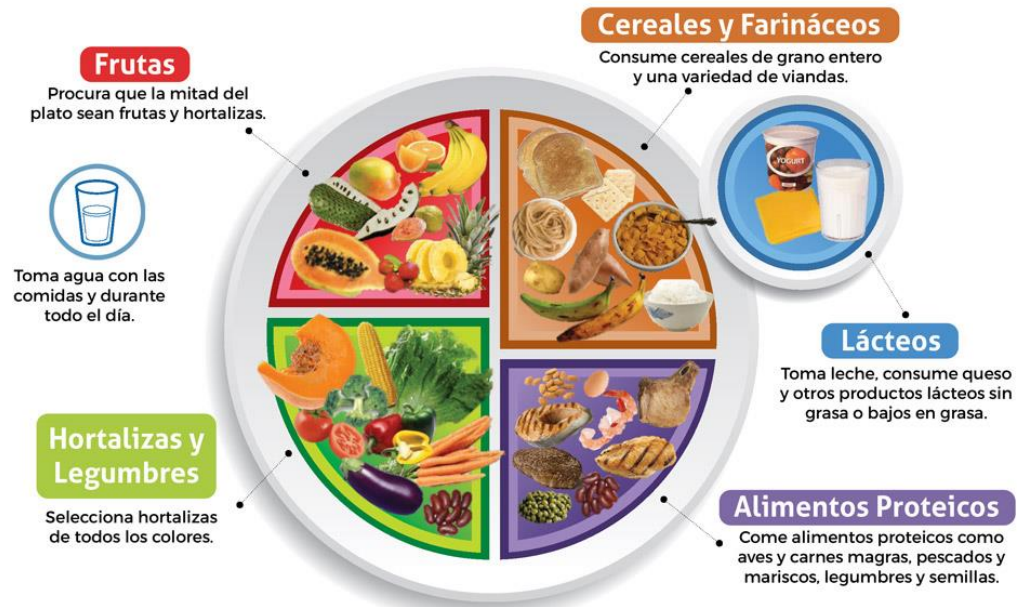 Frutas
Procura que la mitad del
plato sean frutas y hortalizas.
Cereales y Farináceos
Consume cereales de grano entero
y una variedad de viandas.
YOGURT
Toma agua con las
comidas y durante
todo el día.
Lácteos
Toma leche, consume queso
y otros productos lácteos sin
grasa o bajos en grasa.
Hortalizas y
Legumbres
Selecciona hortalizas
de todos los colores.
Alimentos Proteicos
Come alimentos proteicos como
aves y carnes magras, pescados y
mariscos, legumbres y semillas.